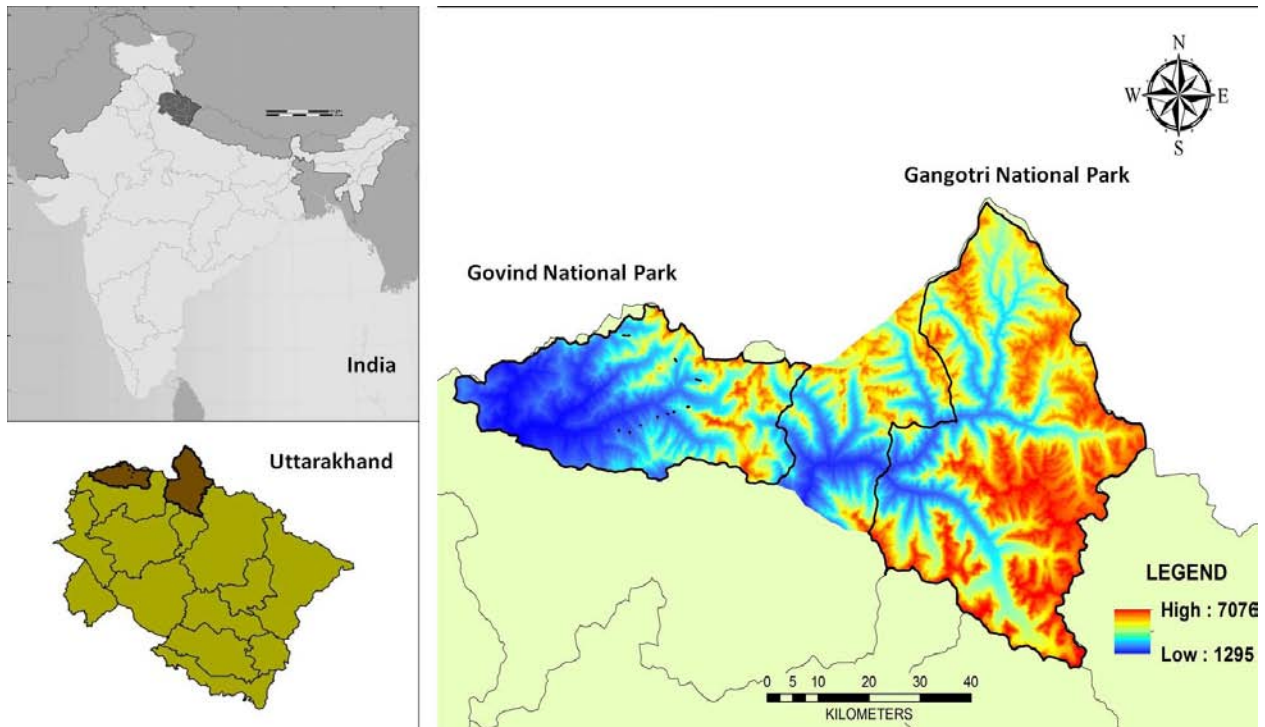 India
Uttarakhand
N
W E
S
Gangotri National Park
Govind National Park
LEGEND
High : 7076
Low : 1295
0 5 10 20 30 40
KILOMETERS